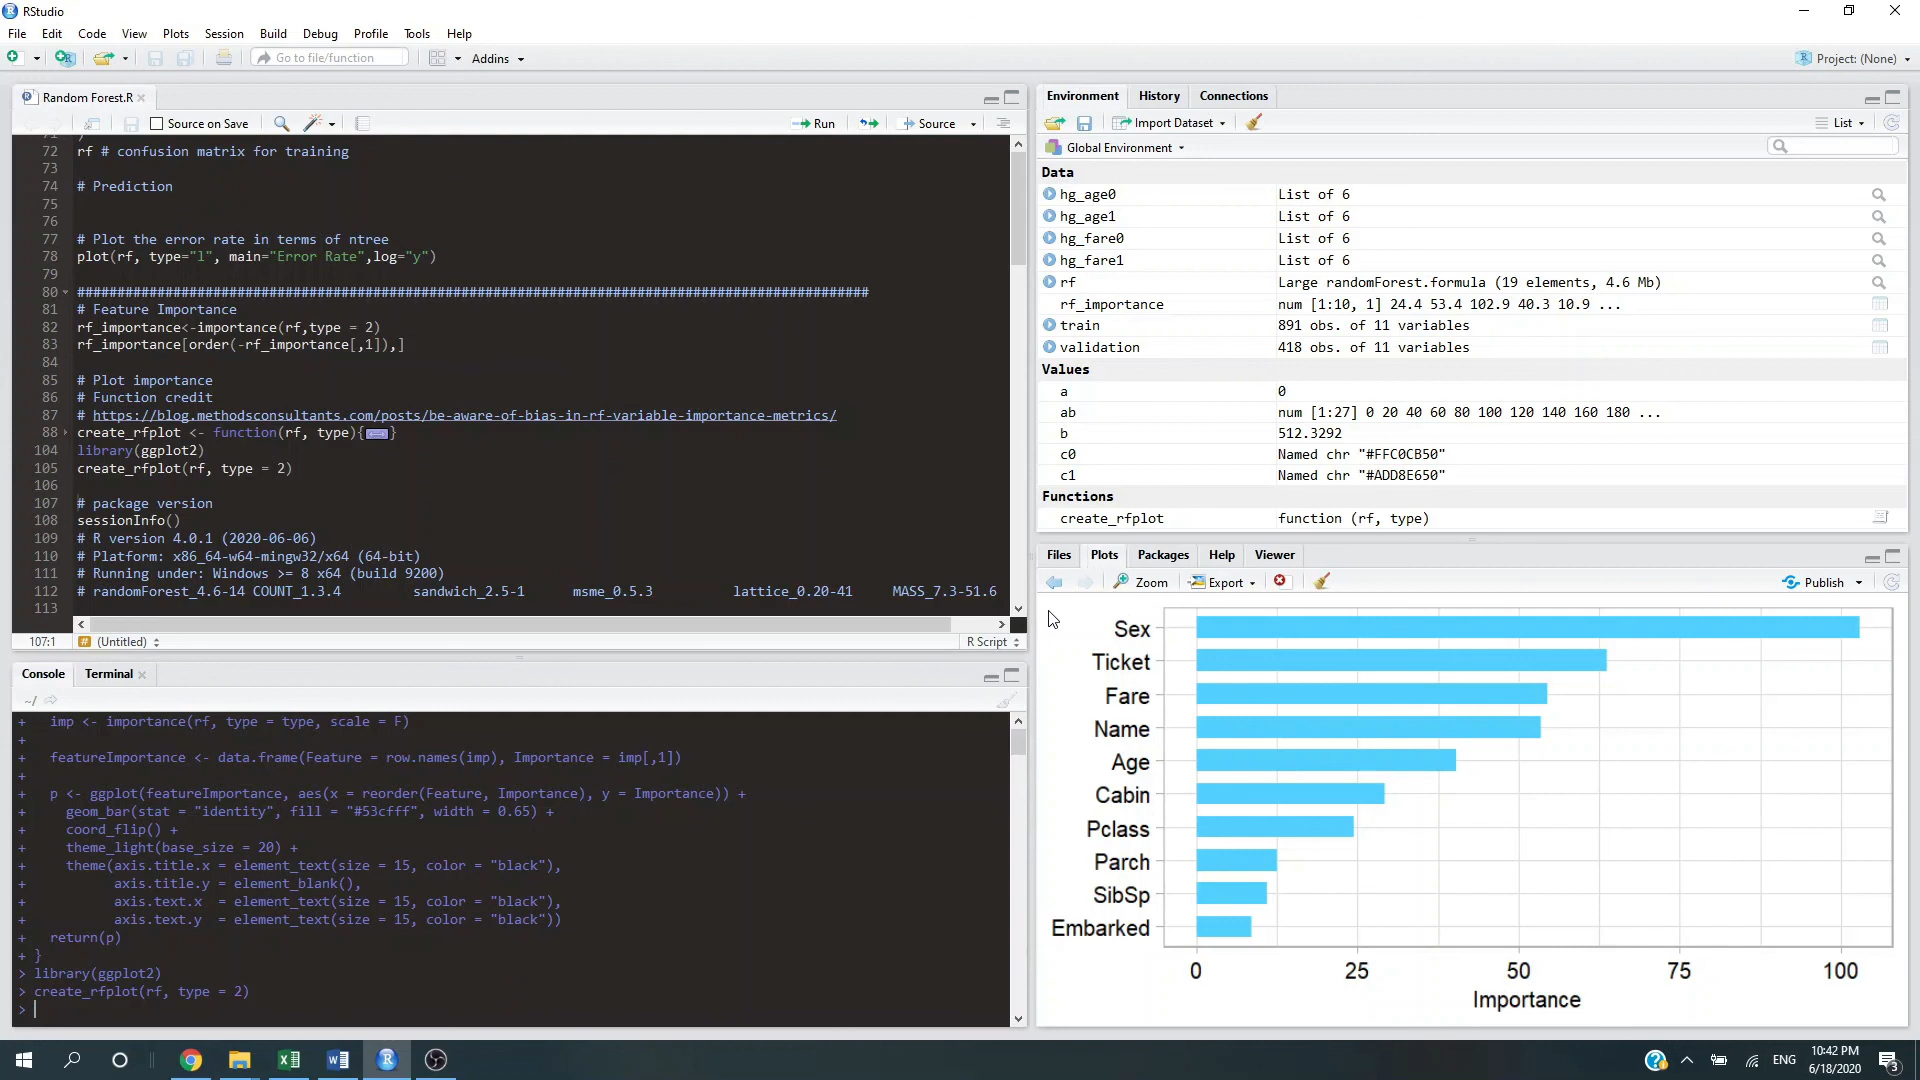 RStudio
File Edit Code View Plots Session Build Debug Profile Tools Help
Go to file/function Addins Project: (None)
Random Forest.R
Source on Save Run Source
72 rf # confusion matrix for training
73
74 # Prediction
75
76
77 # Plot the error rate in terms of ntree
78 plot(rf, type="l", main="Error Rate",log="y")
79
80 ###################################################################################################
81 # Feature Importance
82 rf_importance<-importance(rf,type = 2)
83 rf_importance[order(-rf_importance[,1]),]
84
85 # Plot importance
86 # Function credit
87 # https://blog.methodsconsultants.com/posts/be-aware-of-bias-in-rf-variable-importance-metrics/
88 create_rfplot <- function(rf, type){}
104 library(ggplot2)
105 create_rfplot(rf, type = 2)
106
107 # package version
108 sessionInfo()
109 # R version 4.0.1 (2020-06-06)
110 # Platform: x86_64-w64-mingw32/x64 (64-bit)
111 # Running under: Windows >= 8 x64 (build 9200)
112 # randomForest_4.6-14 COUNT_1.3.4 sandwich_2.5-1 msme_0.5.3 lattice_0.20-41 MASS_7.3-51.6
113
107:1 # (Untitled) R Script
Console Terminal
~/
+ imp <- importance(rf, type = type, scale = F)
+
+ featureImportance <- data.frame(Feature = row.names(imp), Importance = imp[,1])
+
+ p <- ggplot(featureImportance, aes(x = reorder(Feature, Importance), y = Importance)) +
+ geom_bar(stat = "identity", fill = "#53cfff", width = 0.65) +
+ coord_flip() +
+ theme_light(base_size = 20) +
+ theme(axis.title.x = element_text(size = 15, color = "black"),
+ axis.title.y = element_blank(),
+ axis.text.x = element_text(size = 15, color = "black"),
+ axis.text.y = element_text(size = 15, color = "black"))
+ return(p)
+ }
> library(ggplot2)
> create_rfplot(rf, type = 2)
>
Environment History Connections
Import Dataset List
Global Environment
Data
hg_age0 List of 6
hg_age1 List of 6
hg_fare0 List of 6
hg_fare1 List of 6
rf Large randomForest.formula (19 elements, 4.6 Mb)
rf_importance num [1:10, 1] 24.4 53.4 102.9 40.3 10.9 ...
train 891 obs. of 11 variables
validation 418 obs. of 11 variables
Values
a 0
ab num [1:27] 0 20 40 60 80 100 120 140 160 180 ...
b 512.3292
c0 Named chr "#FFC0CB50"
c1 Named chr "#ADD8E650"
Functions
create_rfplot function (rf, type)
Files Plots Packages Help Viewer
Zoom Export Publish
Sex
Ticket
Fare
Name
Age
Cabin
Pclass
Parch
SibSp
Embarked
0 25 50 75 100
Importance
ENG 10:42 PM
6/18/2020 3